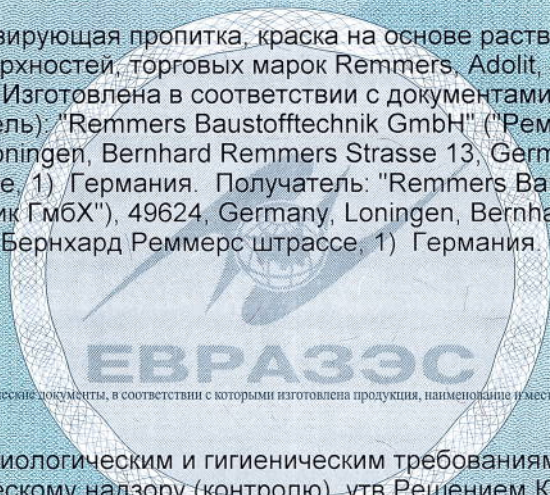 зирующая пропитка, краска на основе раств
рхностей, торговых марок Remmers, Adolit,
Изготовлена в соответствии с документами
ль): "Remmers Baustofftechnik GmbH" ("Рем
oningen, Bernhard Remmers Strasse 13, Germ
е, 1) Германия. Получатель: "Remmers Ba
ик ГмбХ"), 49624, Germany, Loningen, Bernha
Бернхард Реммерс штрассе, 1) Германия.
ЕВРАЗЭС
ческие документы, в соответствии с которыми изготовлена продукция, наименование и мес
иологическим и гигиеническим требованиям
ескому надзору (контролю), утв.Решением К